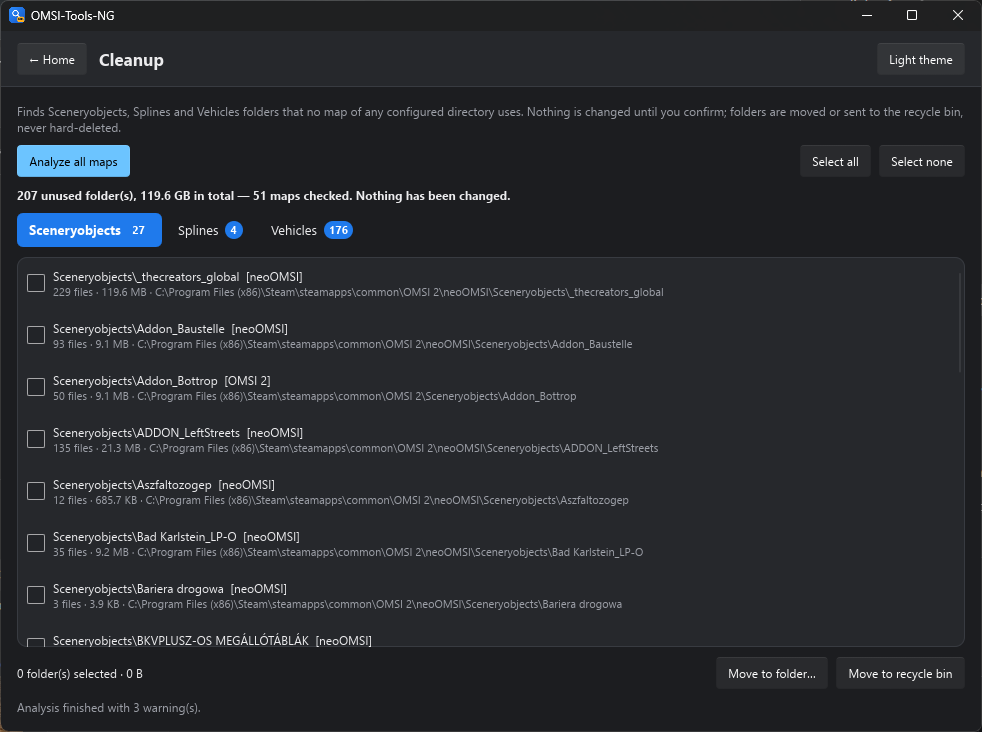 OMSI-Tools-NG
← Home
Cleanup
Light theme
Finds Sceneryobjects, Splines and Vehicles folders that no map of any configured directory uses. Nothing is changed until you confirm; folders are moved or sent to the recycle bin,
never hard-deleted.
Analyze all maps
Select all
Select none
207 unused folder(s), 119.6 GB in total — 51 maps checked. Nothing has been changed.
Sceneryobjects 27
Splines 4
Vehicles 176
Sceneryobjects\_thecreators_global [neoOMSI]
229 files · 119.6 MB · C:\Program Files (x86)\Steam\steamapps\common\OMSI 2\neoOMSI\Sceneryobjects\_thecreators_global
Sceneryobjects\Addon_Baustelle [neoOMSI]
93 files · 9.1 MB · C:\Program Files (x86)\Steam\steamapps\common\OMSI 2\neoOMSI\Sceneryobjects\Addon_Baustelle
Sceneryobjects\Addon_Bottrop [OMSI 2]
50 files · 9.1 MB · C:\Program Files (x86)\Steam\steamapps\common\OMSI 2\Sceneryobjects\Addon_Bottrop
Sceneryobjects\ADDON_LeftStreets [neoOMSI]
135 files · 21.3 MB · C:\Program Files (x86)\Steam\steamapps\common\OMSI 2\neoOMSI\Sceneryobjects\ADDON_LeftStreets
Sceneryobjects\Aszfaltozogep [neoOMSI]
12 files · 685.7 KB · C:\Program Files (x86)\Steam\steamapps\common\OMSI 2\neoOMSI\Sceneryobjects\Aszfaltozogep
Sceneryobjects\Bad Karlstein_LP-O [neoOMSI]
35 files · 9.2 MB · C:\Program Files (x86)\Steam\steamapps\common\OMSI 2\neoOMSI\Sceneryobjects\Bad Karlstein_LP-O
Sceneryobjects\Bariera drogowa [neoOMSI]
3 files · 3.9 KB · C:\Program Files (x86)\Steam\steamapps\common\OMSI 2\neoOMSI\Sceneryobjects\Bariera drogowa
Sceneryobjects\BKVPLUSZ-OS MEGÁLLÓTÁBLÁK [neoOMSI]
0 folder(s) selected · 0 B
Move to folder...
Move to recycle bin
Analysis finished with 3 warning(s).